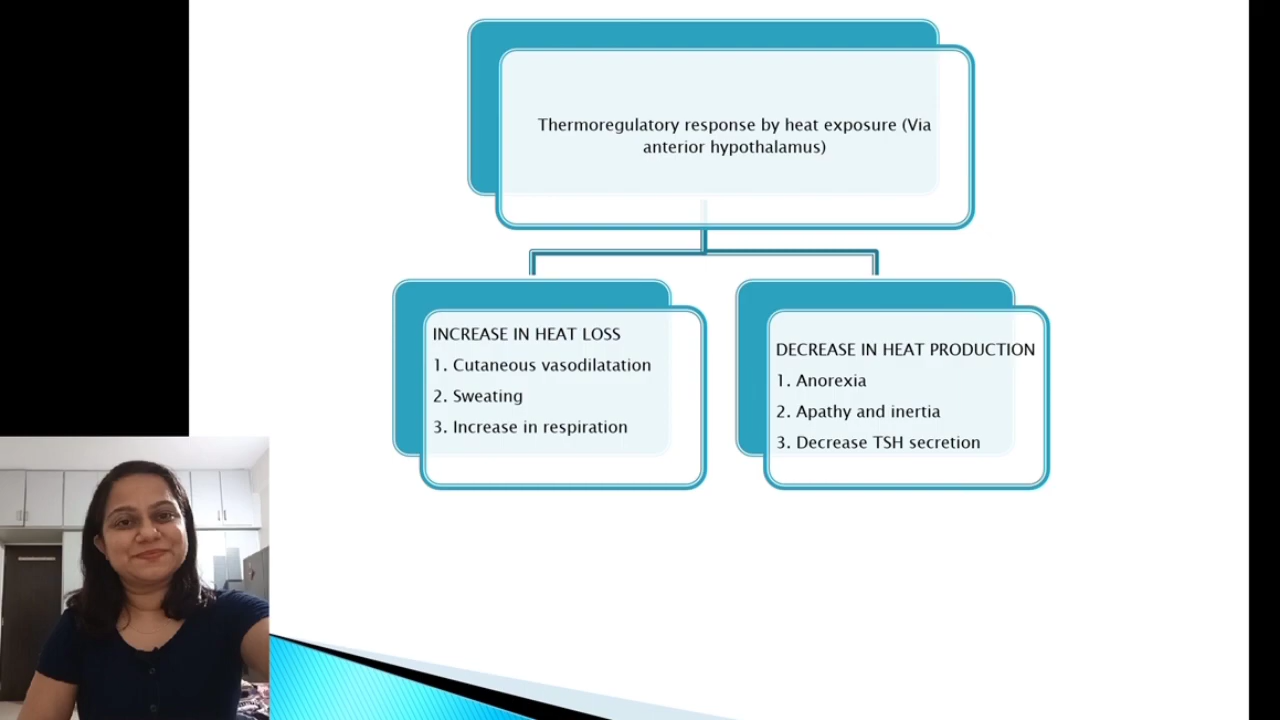 Thermoregulatory response by heat exposure (Via
anterior hypothalamus)
INCREASE IN HEAT LOSS
1. Cutaneous vasodilatation
2. Sweating
3. Increase in respiration
DECREASE IN HEAT PRODUCTION
1. Anorexia
2. Apathy and inertia
3. Decrease TSH secretion